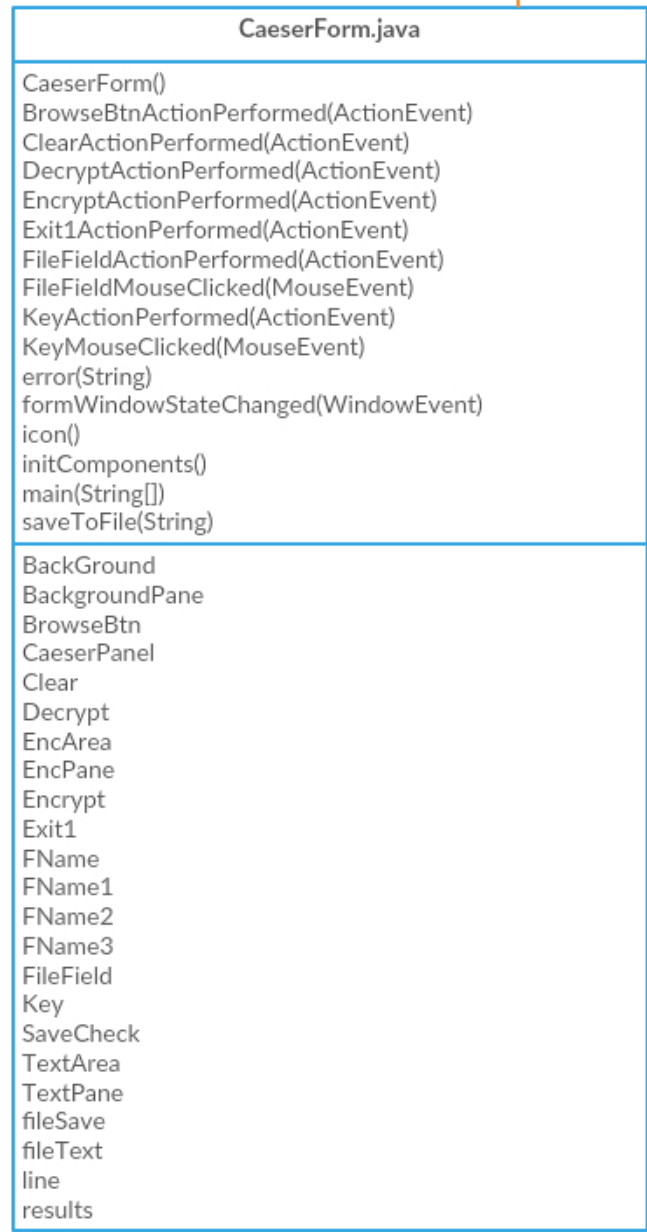 CaeserForm.java
CaeserForm()
BrowseBtnActionPerformed(ActionEvent)
ClearActionPerformed(ActionEvent)
DecryptActionPerformed(ActionEvent)
EncryptActionPerformed(ActionEvent)
Exit1ActionPerformed(ActionEvent)
FileFieldActionPerformed(ActionEvent)
FileFieldMouseClicked(MouseEvent)
KeyActionPerformed(ActionEvent)
KeyMouseClicked(MouseEvent)
error(String)
formWindowStateChanged(WindowEvent)
icon()
initComponents()
main(String[])
saveToFile(String)
BackGround
BackgroundPane
BrowseBtn
CaeserPanel
Clear
Decrypt
EncArea
EncPane
Encrypt
Exit1
FName
FName1
FName2
FName3
FileField
Key
SaveCheck
TextArea
TextPane
fileSave
fileText
line
results